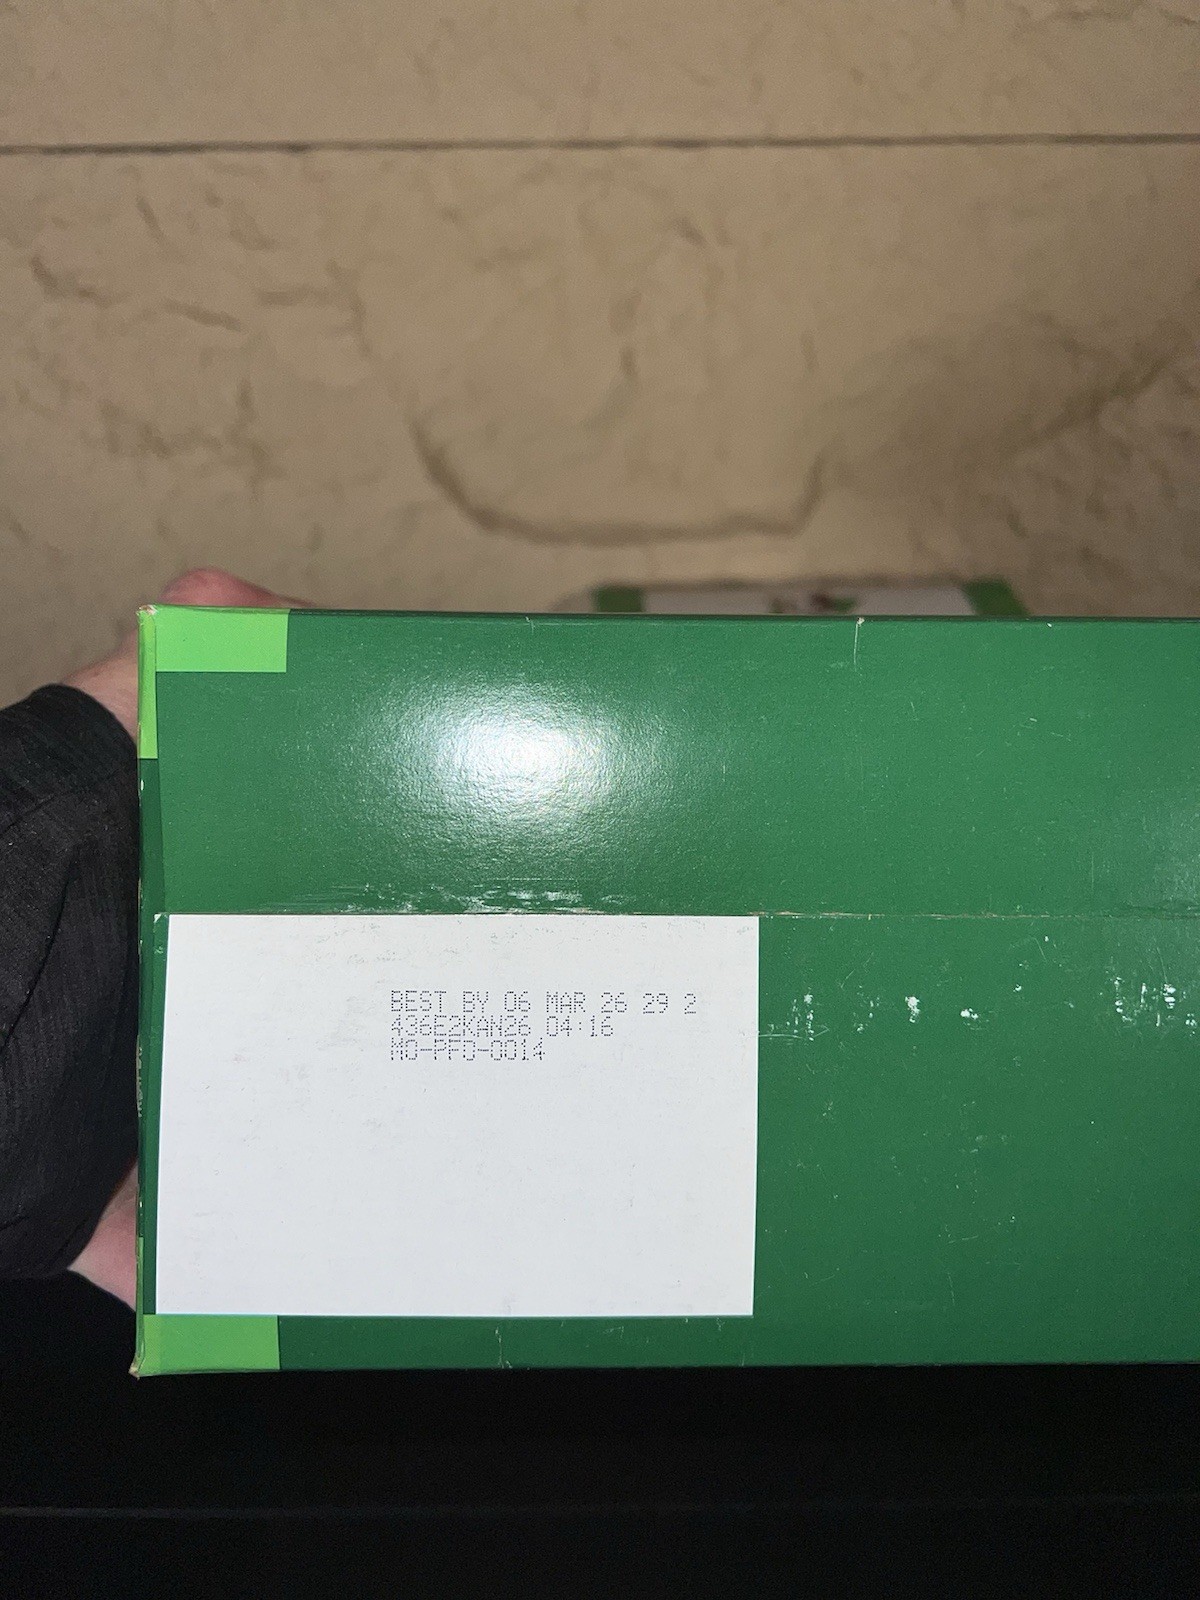 BEST BY 06 MAR 26 29 2
436E2KAN26 04:16
MO-PFD-0014